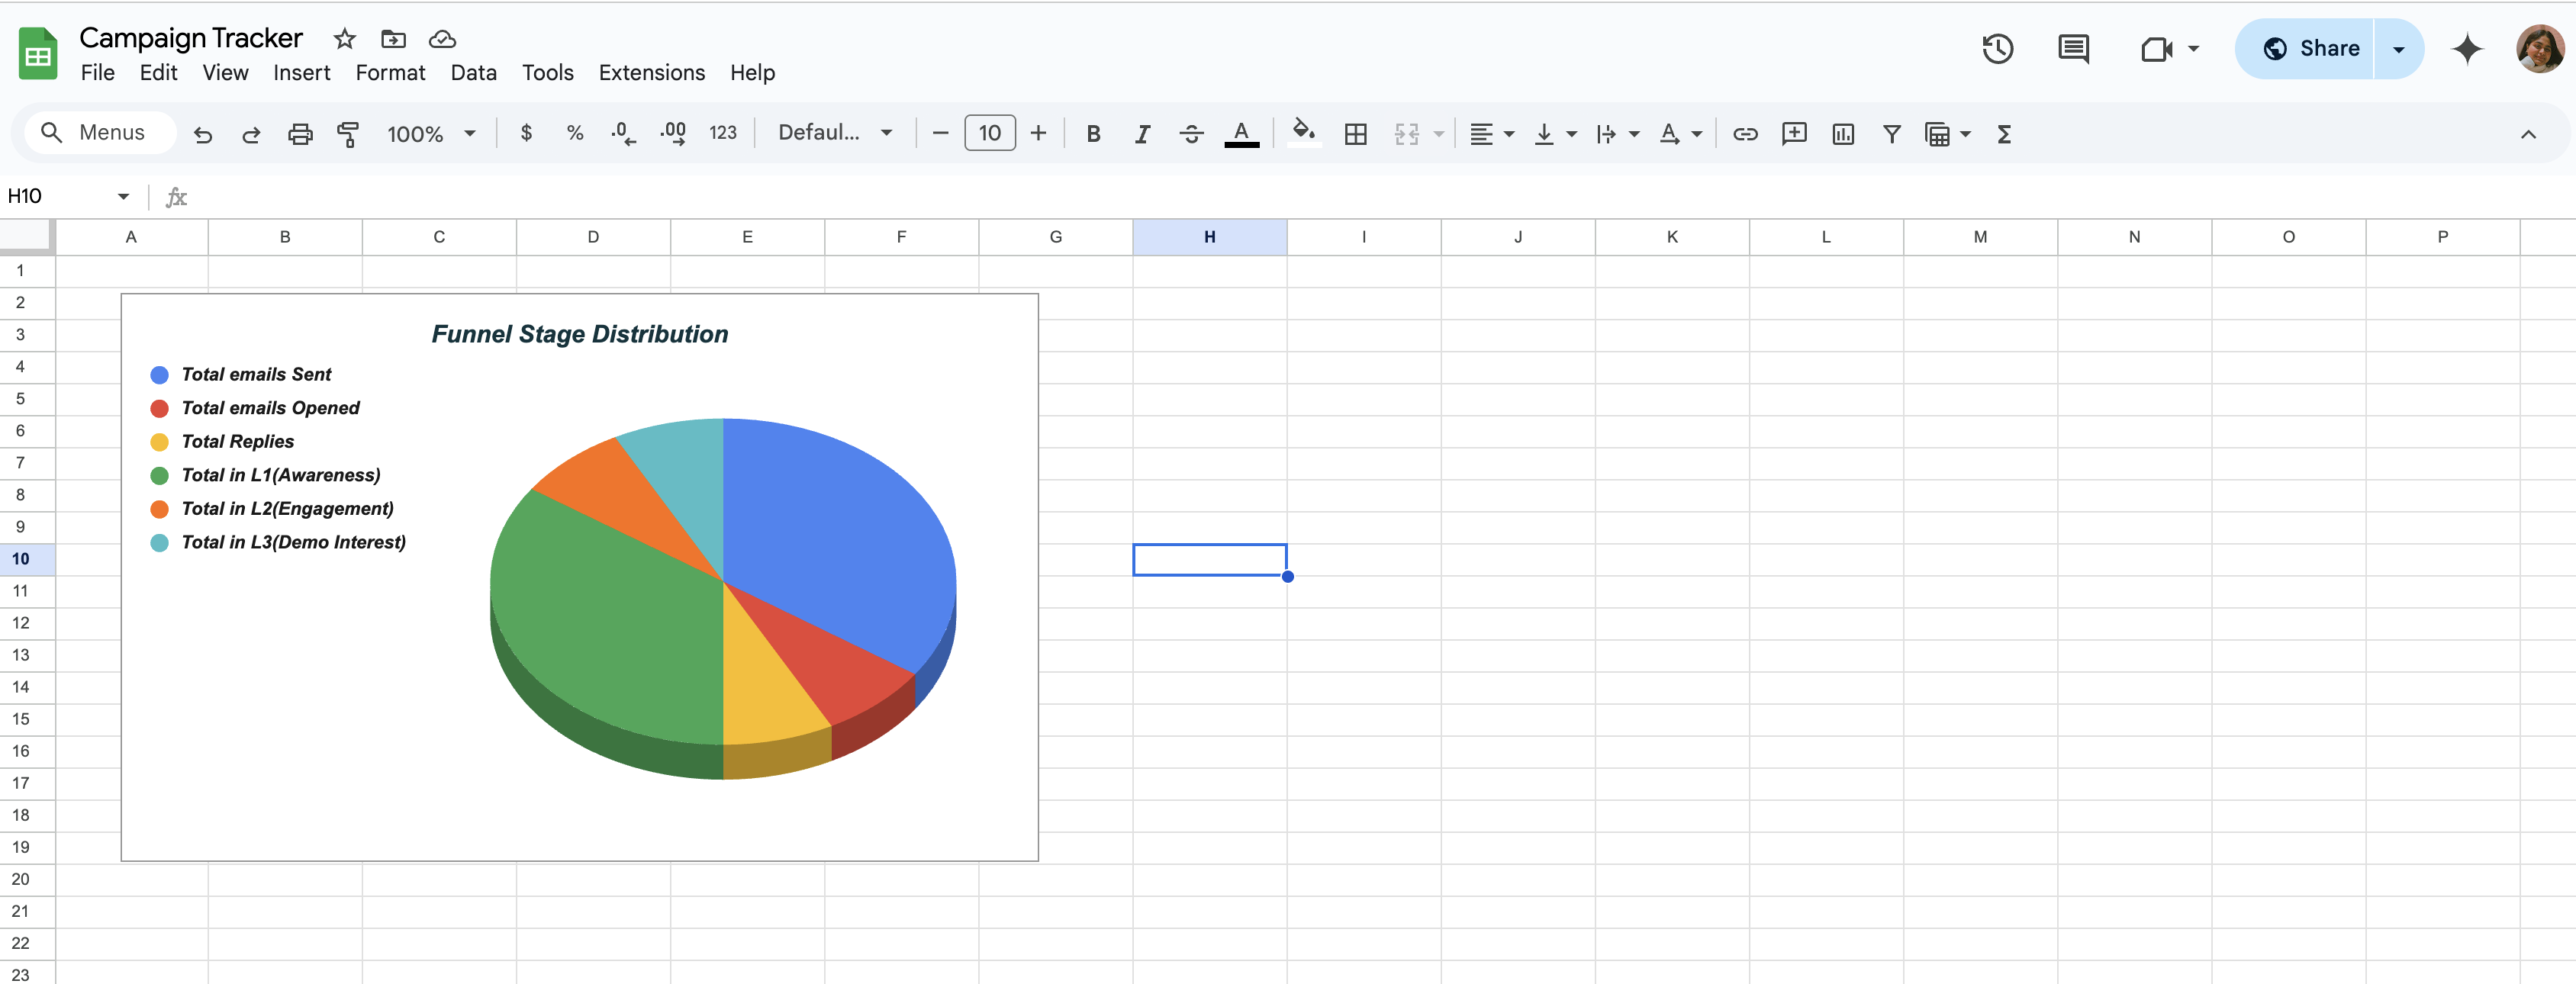 Campaign Tracker
File Edit View Insert Format Data Tools Extensions Help
Share
Menus 100% $ % .0 .00 123 Defaul... − 10 + B I S A Σ
H10 fx
A B C D E F G H I J K L M N O P
1
2
3
4
5
6
7
8
9
10
11
12
13
14
15
16
17
18
19
20
21
22
23
Funnel Stage Distribution
Total emails Sent
Total emails Opened
Total Replies
Total in L1(Awareness)
Total in L2(Engagement)
Total in L3(Demo Interest)